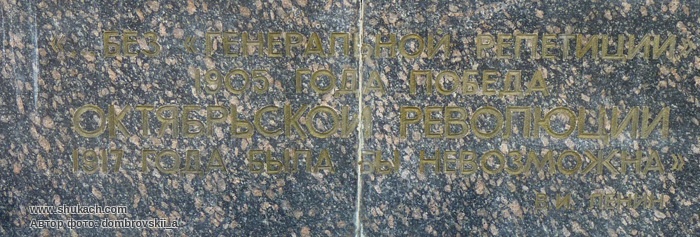 «...БЕЗ «ГЕНЕРАЛЬНОЙ РЕПЕТИЦИИ»
1905 ГОДА ПОБЕДА
ОКТЯБРЬСКОЙ РЕВОЛЮЦИИ
1917 ГОДА БЫЛА БЫ НЕВОЗМОЖНА»
В.И. ЛЕНИН
www.shukach.com
Автор фото: dombrovskii_a